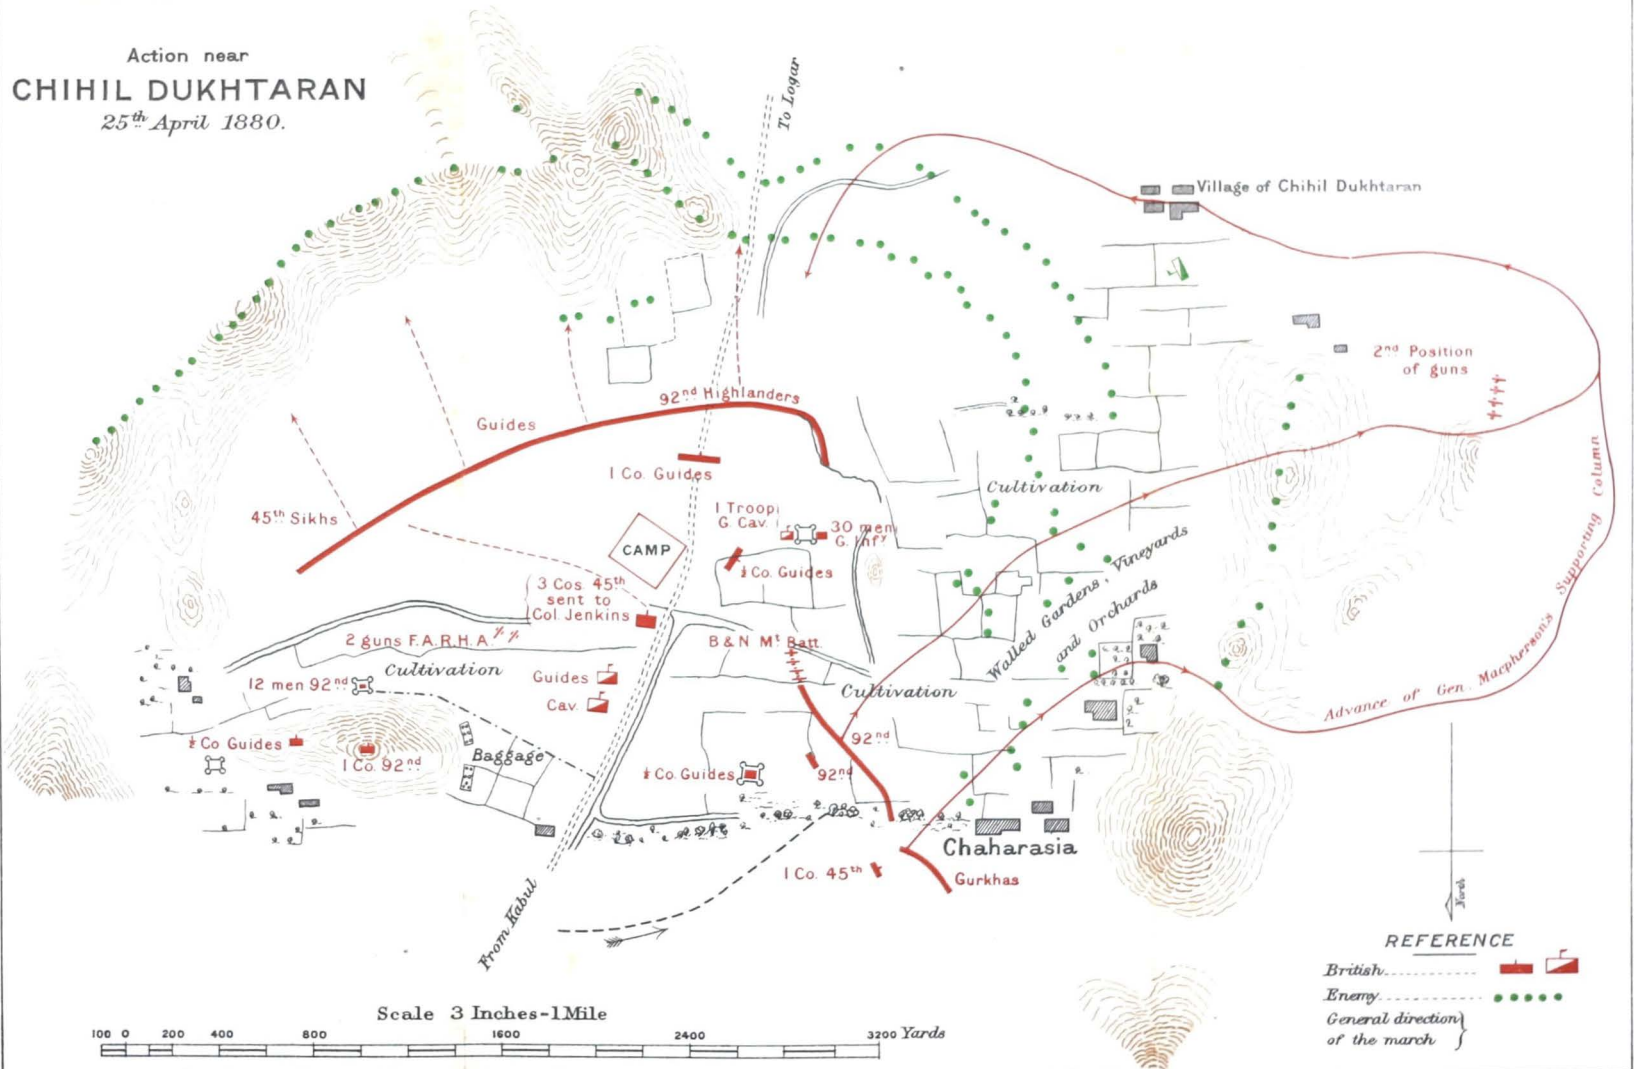 Action near
CHIHIL DUKHTARAN
25th April 1880.
To Logar
Village of Chihil Dukhtaran
2nd Position
of guns
92nd Highlanders
Guides
1 Co. Guides
45th Sikhs
Cultivation
1 Troop
G. Cav.
30 men
G. Infy
CAMP
½ Co. Guides
3 Cos. 45th
sent to
Col. Jenkins
Walled Gardens, Vineyards
and Orchards
Advance of Gen. Macpherson's Supporting Column
2 guns F.A.R.H.A.
B & N Mt Batt.
Cultivation
Guides
Cav.
12 men 92nd
Cultivation
½ Co Guides
1 Co. 92nd
Baggage
½ Co. Guides
92nd
92nd
Chaharasia
1 Co. 45th
Gurkhas
From Kabul
North
REFERENCE
British
Enemy
General direction
of the march
Scale 3 Inches-1 Mile
100 0 200 400 800 1600 2400 3200 Yards